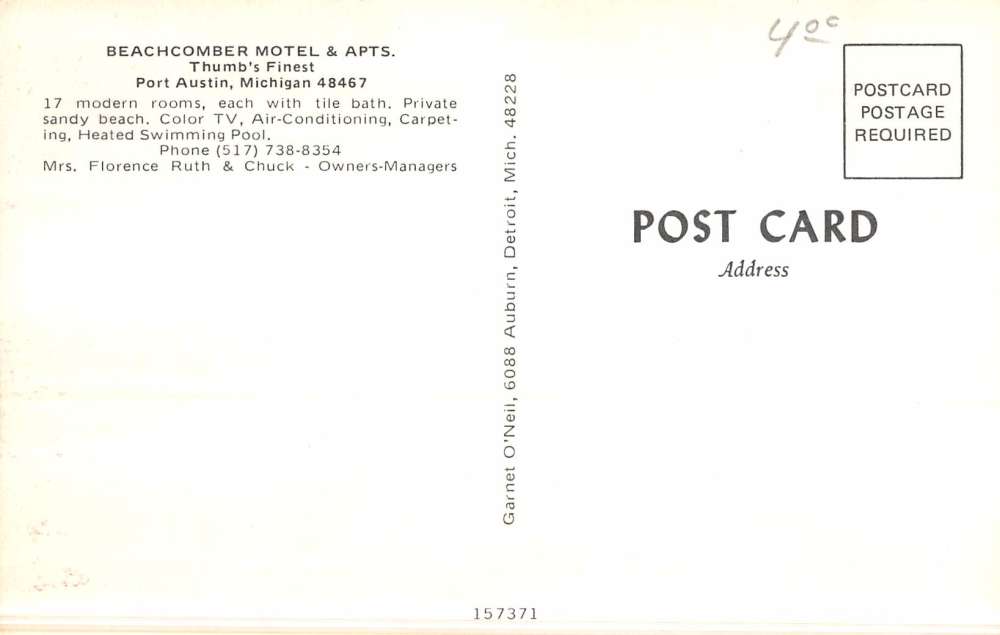 BEACHCOMBER MOTEL & APTS.
Thumb's Finest
Port Austin, Michigan 48467
17 modern rooms, each with tile bath. Private
sandy beach. Color TV, Air-Conditioning, Carpet-
ing, Heated Swimming Pool.
Phone (517) 738-8354
Mrs. Florence Ruth & Chuck - Owners-Managers
Garnet O'Neil, 6088 Auburn, Detroit, Mich. 48228
4 00
POSTCARD
POSTAGE
REQUIRED
POST CARD
Address
157371